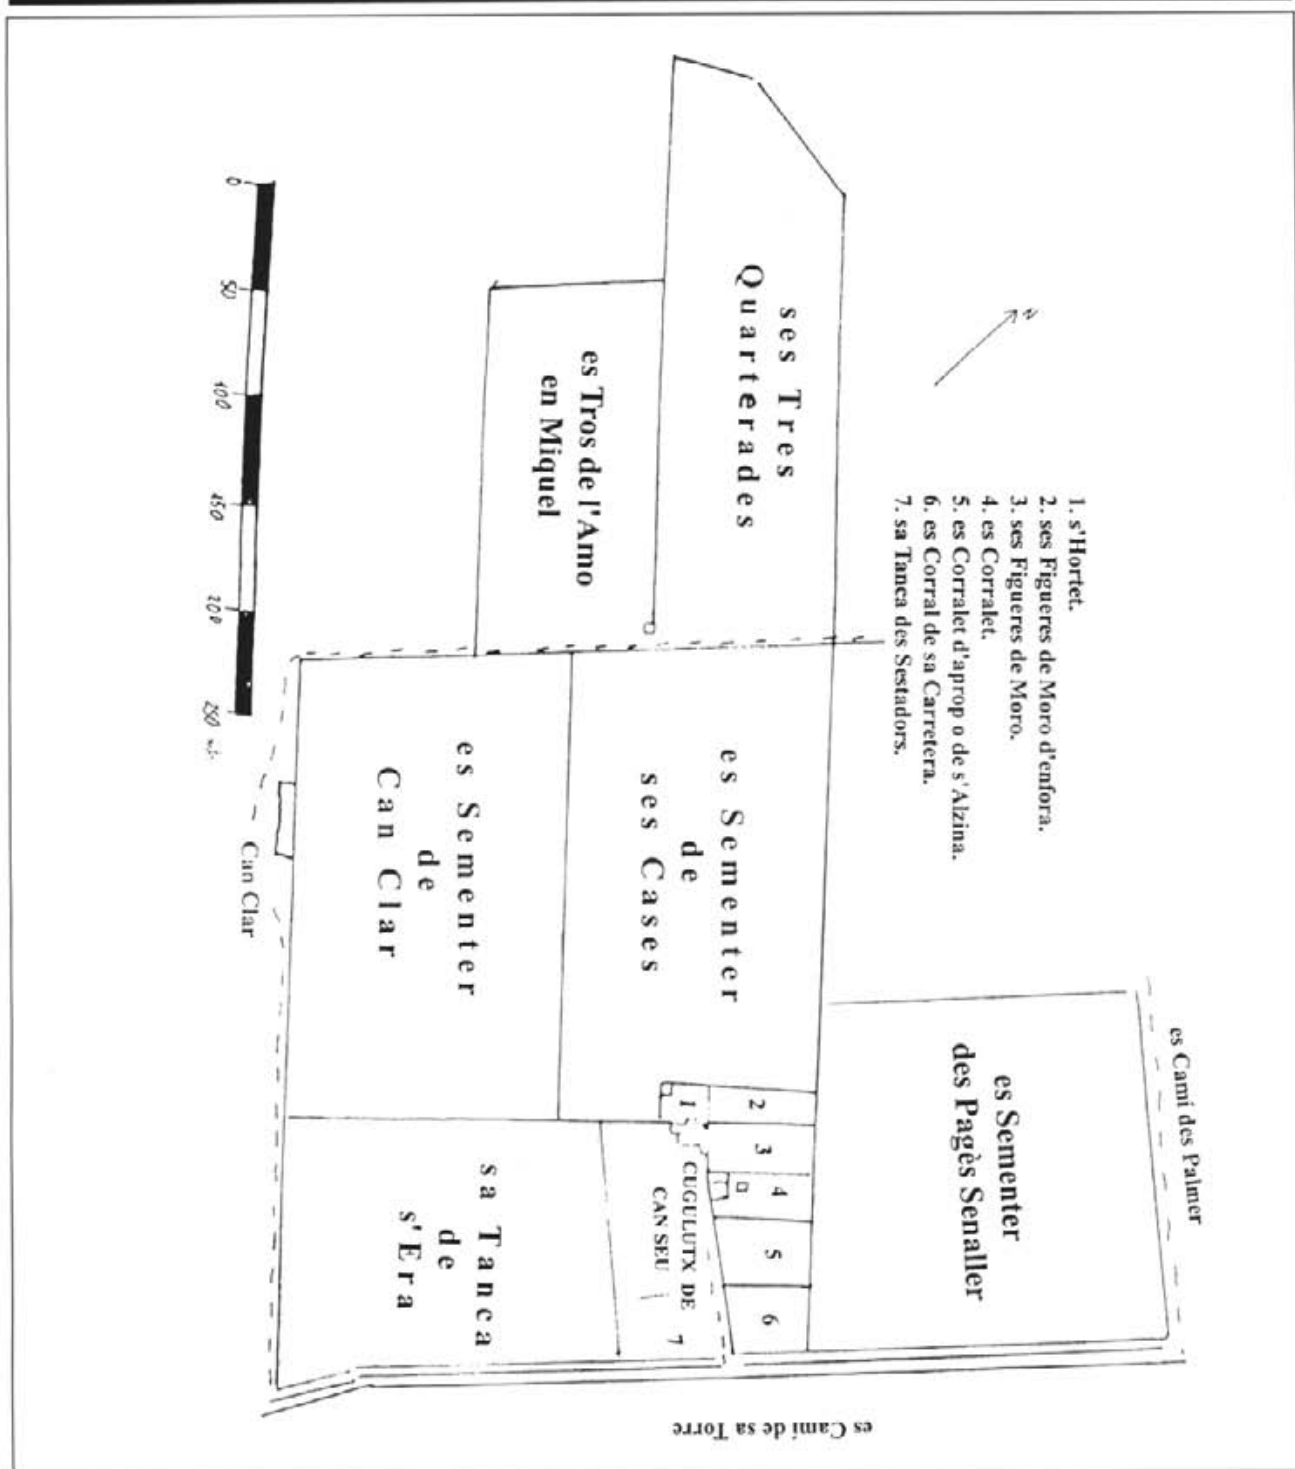 ses Tres
Quarterades
es Tros de l'Amo
en Miquel
N
1. s'Hortet.
2. ses Figueres de Moro d'enfora.
3. ses Figueres de Moro.
4. es Corralet.
5. es Corralet d'aprop o de s'Alzina.
6. es Corral de sa Carretera.
7. sa Tanca des Sestadors.
0
50
100
150
200
250
es Sementer
de
Can Clar
Can Clar
es Sementer
de
ses Cases
es Sementer
des Pagès Senaller
es Camí des Palmer
1
2
3
4
5
6
7
CUGULUTX DE
CAN SEU
sa Tanca
de
s'Era
es Camí de sa Torre